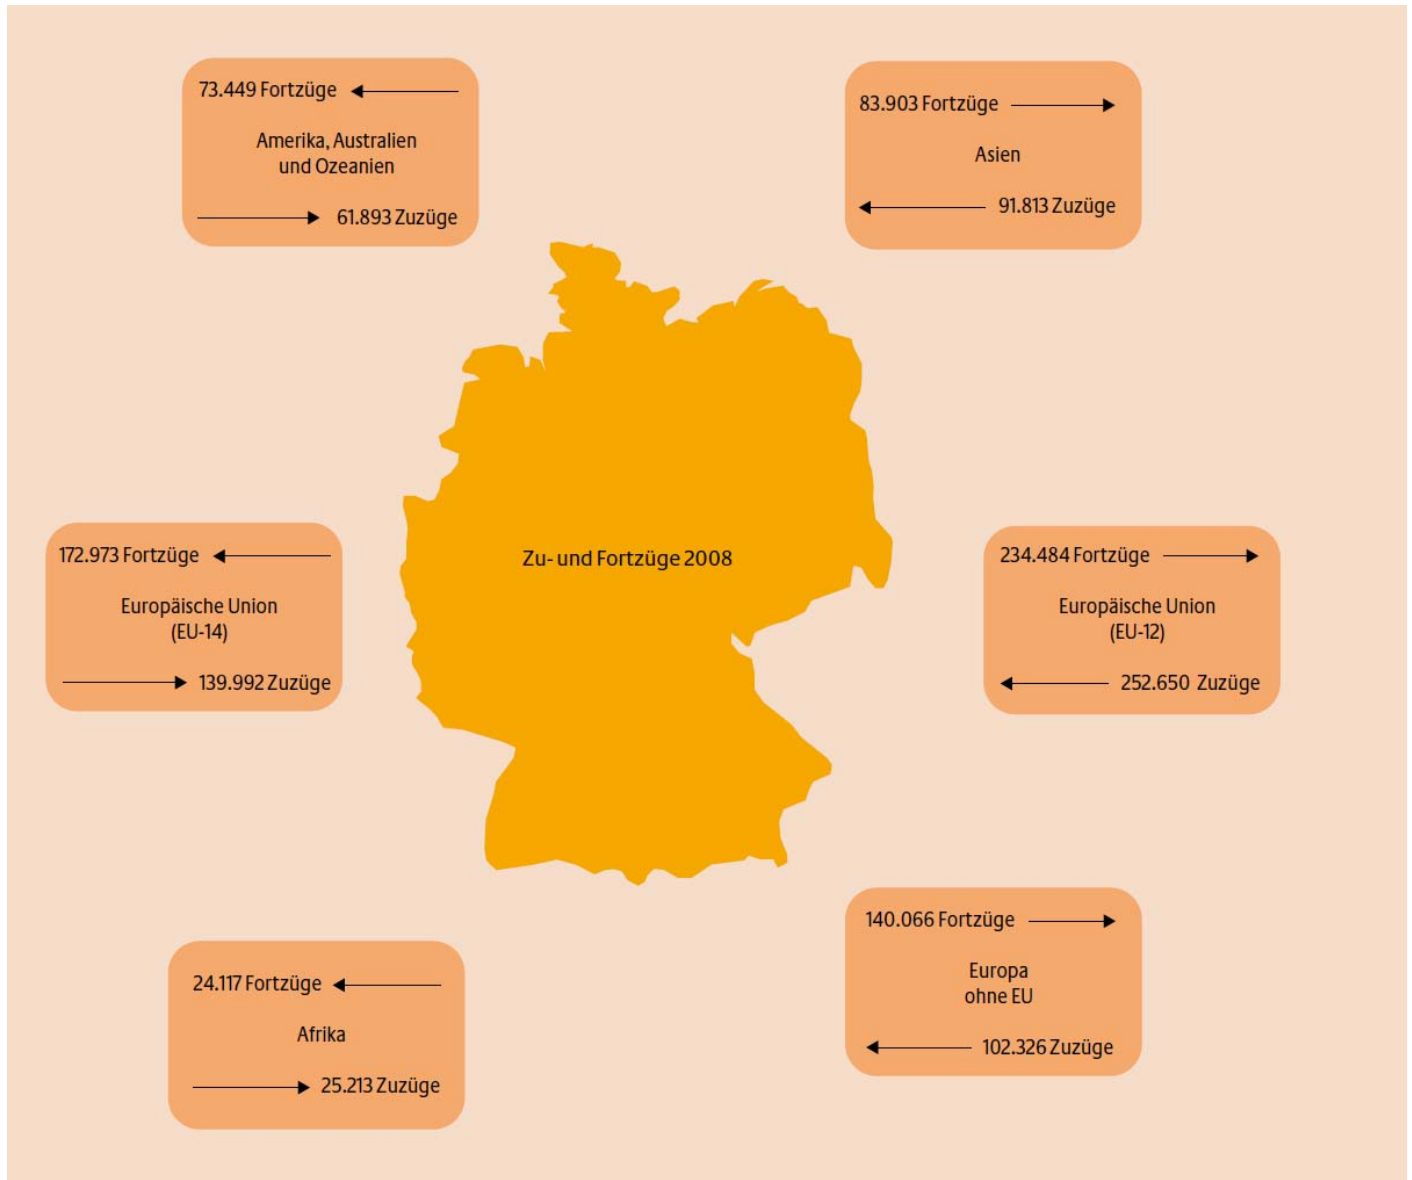 73.449 Fortzüge
Amerika, Australien
und Ozeanien
61.893 Zuzüge
83.903 Fortzüge
Asien
91.813 Zuzüge
172.973 Fortzüge
Europäische Union
(EU-14)
139.992 Zuzüge
Zu- und Fortzüge 2008
234.484 Fortzüge
Europäische Union
(EU-12)
252.650 Zuzüge
24.117 Fortzüge
Afrika
25.213 Zuzüge
140.066 Fortzüge
Europa
ohne EU
102.326 Zuzüge